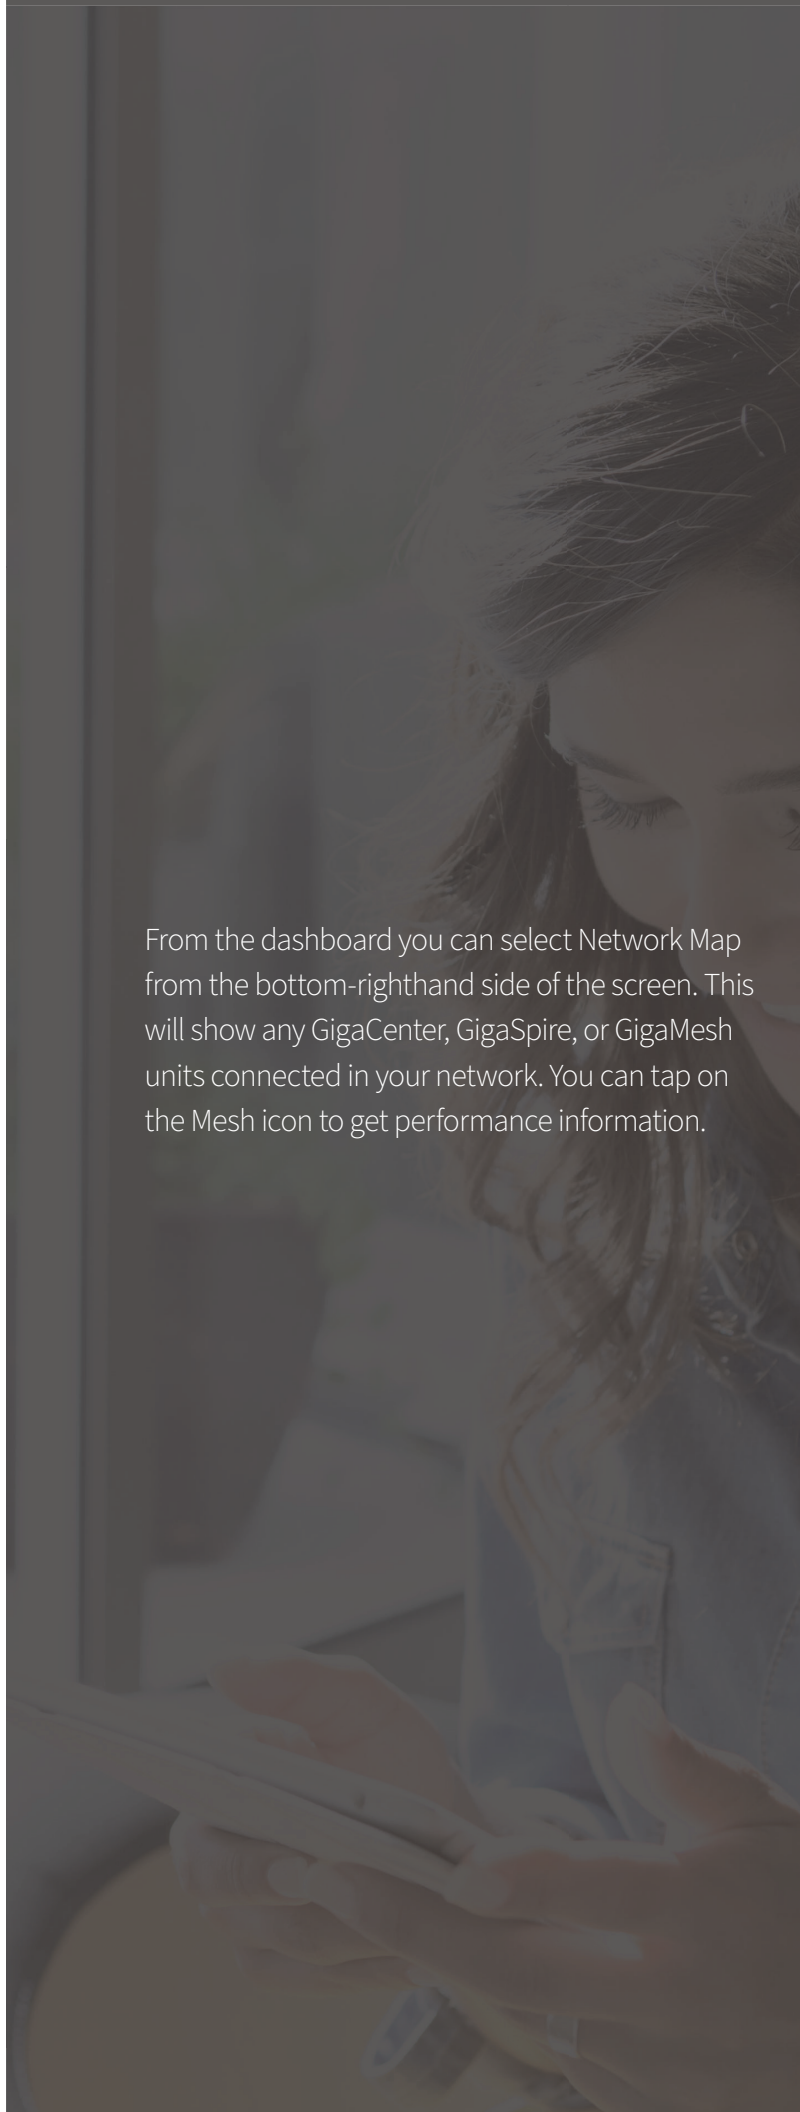 From the dashboard you can select Network Map
from the bottom-righthand side of the screen. This
will show any GigaCenter, GigaSpire, or GigaMesh
units connected in your network. You can tap on
the Mesh icon to get performance information.